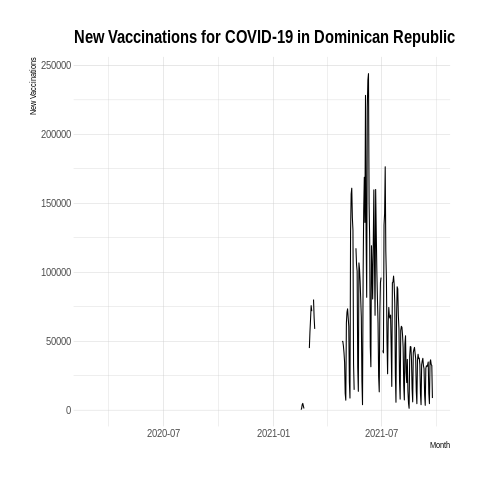 New Vaccinations for COVID-19 in Dominican Republic
New Vaccinations
250000
200000
150000
100000
50000
0
2020-07 2021-01 2021-07
Month